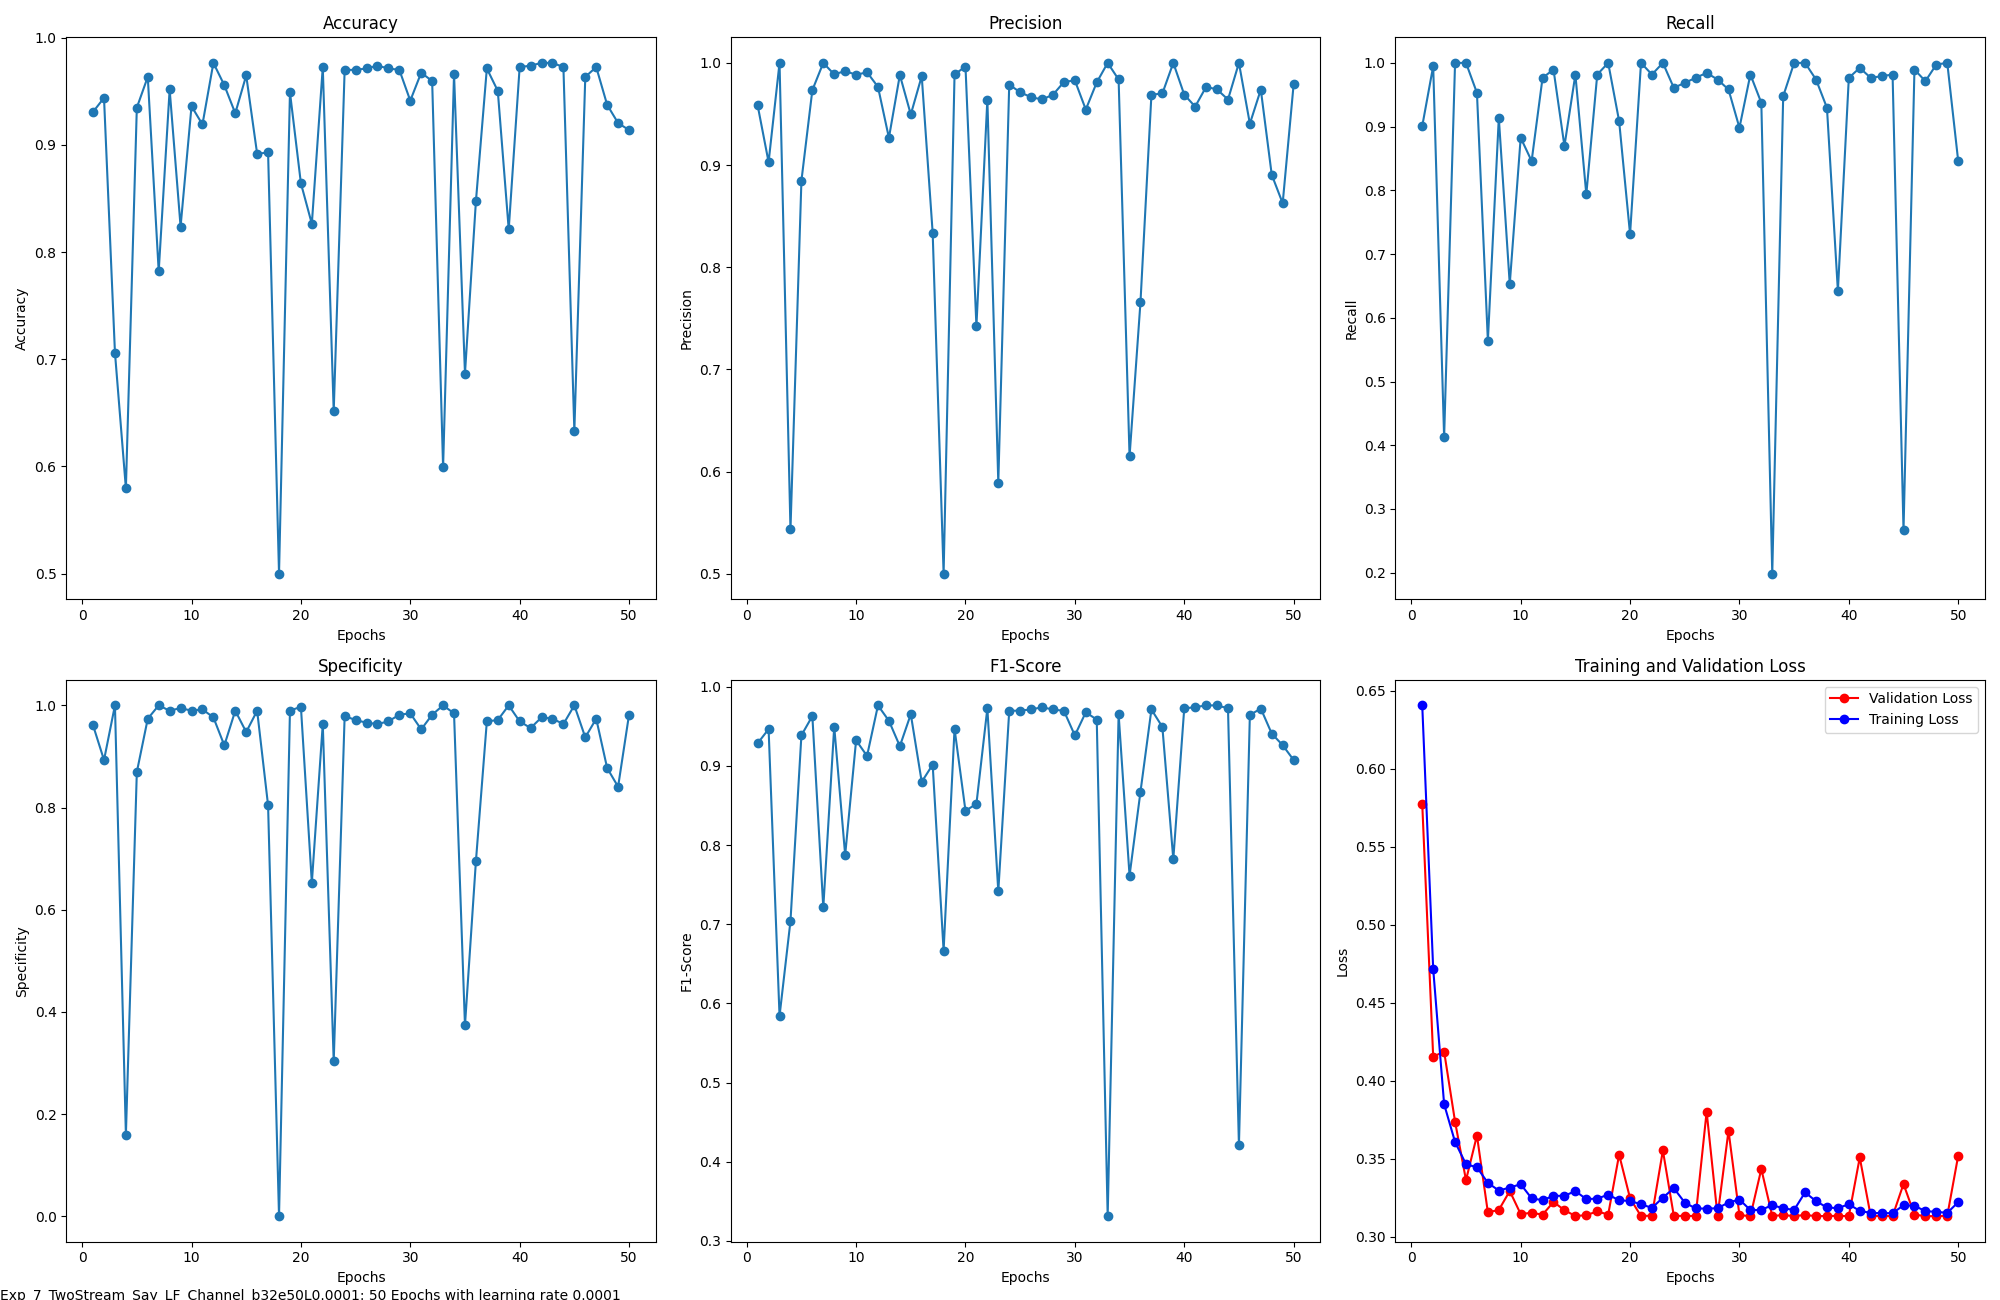 Accuracy
Accuracy
1.0
0.9
0.8
0.7
0.6
0.5
0 10 20 30 40 50
Epochs
Precision
Precision
1.0
0.9
0.8
0.7
0.6
0.5
0 10 20 30 40 50
Epochs
Recall
Recall
1.0
0.9
0.8
0.7
0.6
0.5
0.4
0.3
0.2
0 10 20 30 40 50
Epochs
Specificity
Specificity
1.0
0.8
0.6
0.4
0.2
0.0
0 10 20 30 40 50
Epochs
F1-Score
F1-Score
1.0
0.9
0.8
0.7
0.6
0.5
0.4
0.3
0 10 20 30 40 50
Epochs
Training and Validation Loss
Validation Loss
Training Loss
Loss
0.65
0.60
0.55
0.50
0.45
0.40
0.35
0.30
0 10 20 30 40 50
Epochs
Exp_7_TwoStream_Sav_LF_Channel_b32e50L0.0001: 50 Epochs with learning rate 0.0001